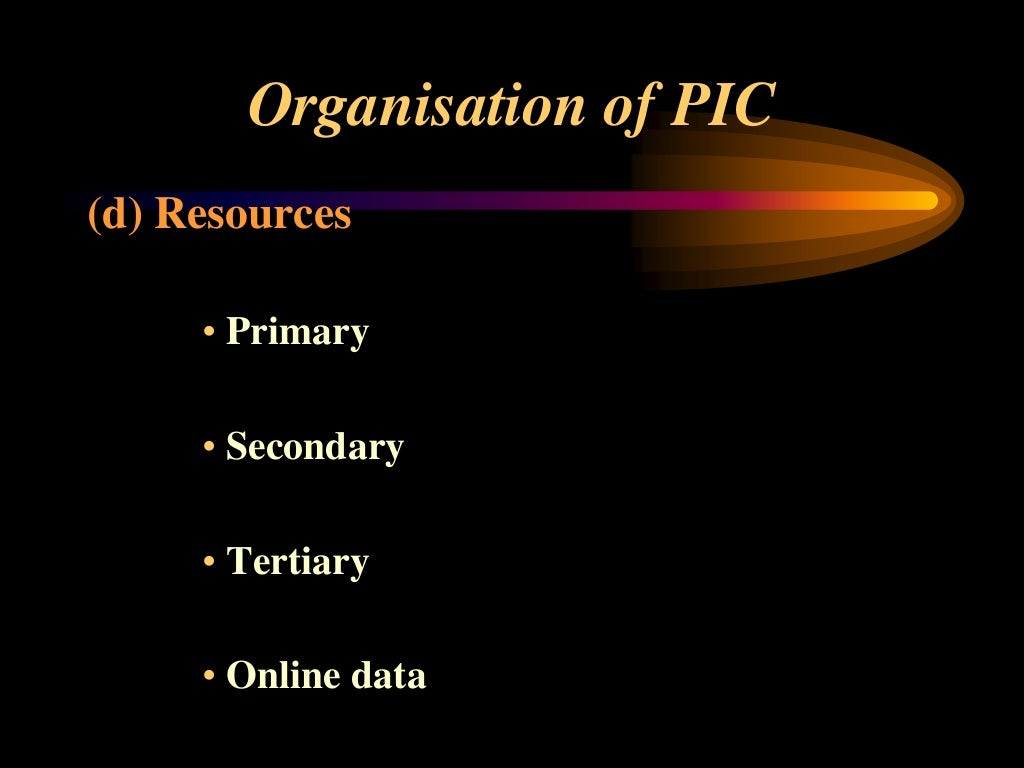 Organisation of PIC
(d) Resources
• Primary
• Secondary
• Tertiary
• Online data